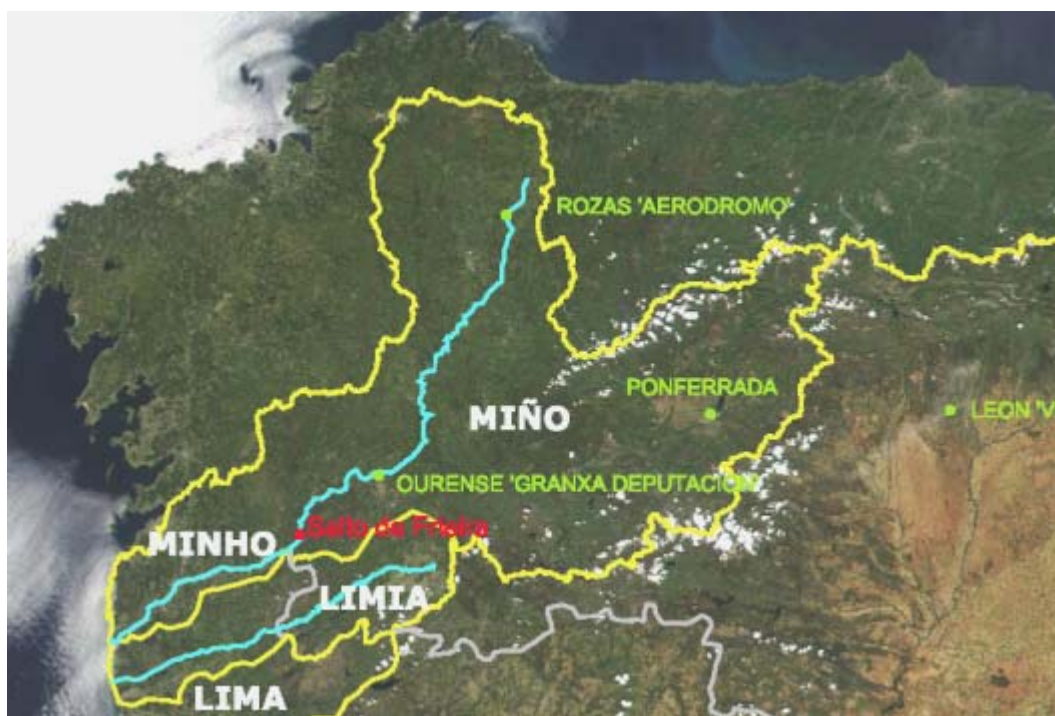 ROZAS 'AERODROMO'
PONFERRADA
LEON 'V
MIÑO
OURENSE 'GRANXA DEPUTACION'
Salto de Frieira
MINHO
LIMIA
LIMA